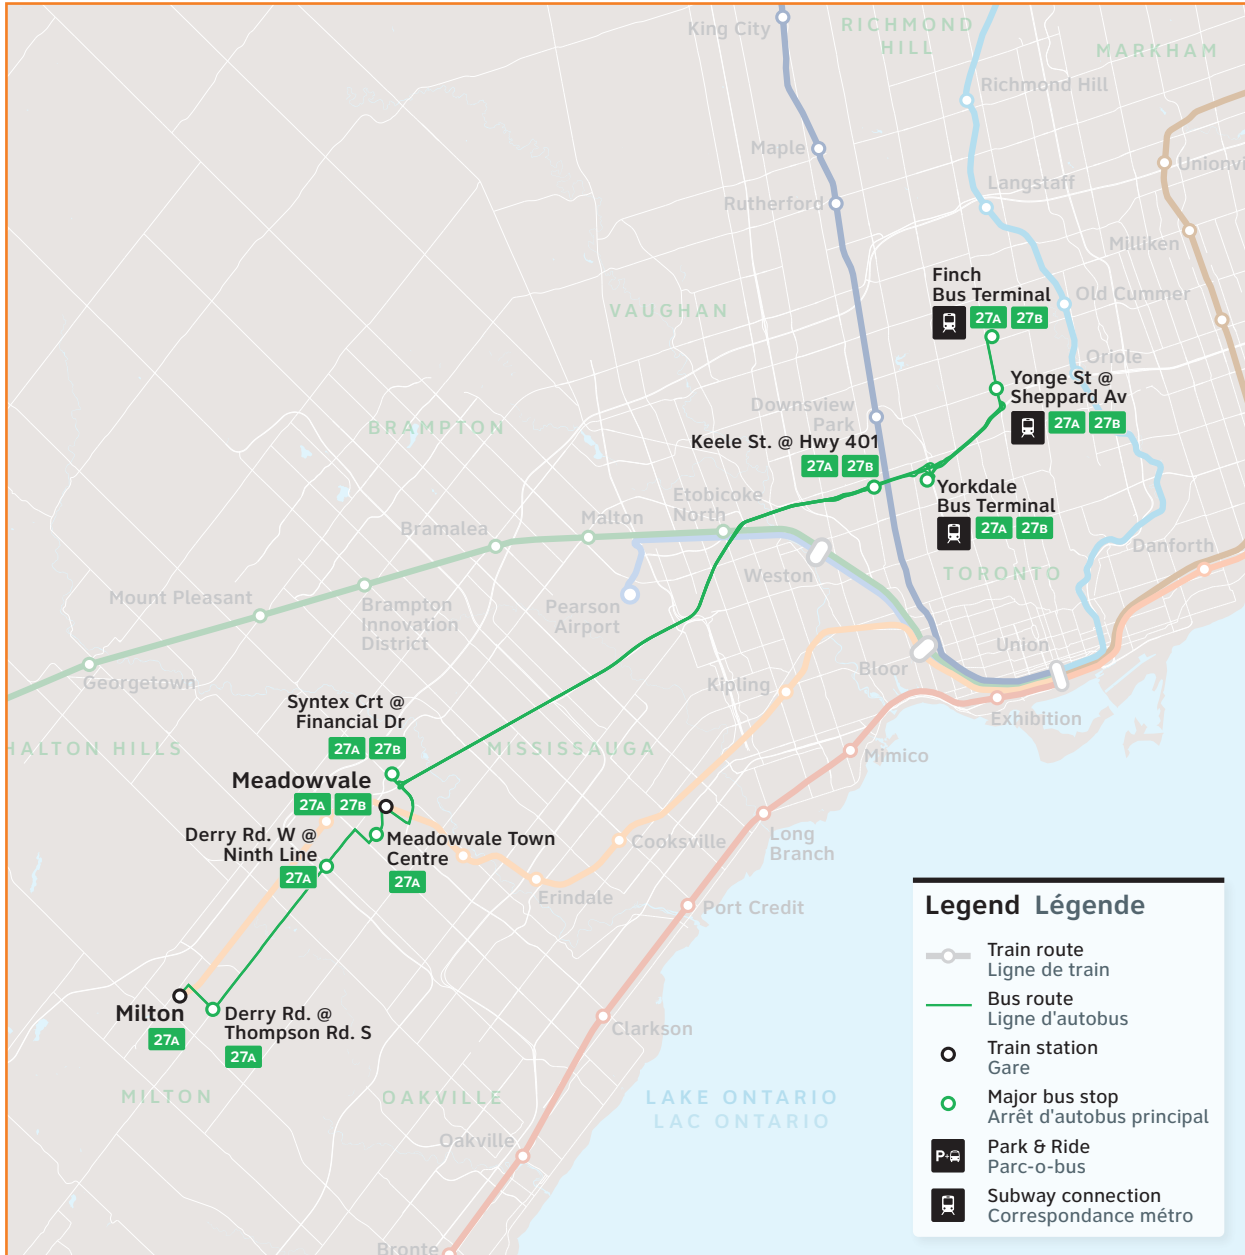 King City
RICHMOND
HILL
MARKHAM
Richmond Hill
Maple
Unionvi
Langstaff
Rutherford
Milliken
Finch
Bus Terminal
27A 27B
Old Cummer
VAUGHAN
Oriole
Yonge St @
Sheppard Av
27A 27B
Downsview
Park
BRAMPTON
Keele St. @ Hwy 401
27A 27B
Yorkdale
Bus Terminal
27A 27B
Etobicoke
North
Malton
Bramalea
Danforth
Weston
TORONTO
Mount Pleasant
Brampton
Innovation
District
Pearson
Airport
Union
Bloor
Georgetown
Kipling
Exhibition
Syntex Crt @
Financial Dr
27A 27B
HALTON HILLS
MISSISSAUGA
Mimico
Meadowvale
27A 27B
Derry Rd. W @
Ninth Line
27A
Meadowvale Town
Centre
27A
Cooksville
Long
Branch
Erindale
Port Credit
Milton
27A
Derry Rd. @
Thompson Rd. S
27A
Clarkson
MILTON
OAKVILLE
LAKE ONTARIO
LAC ONTARIO
Oakville
Bronte
Legend Légende
Train route
Ligne de train
Bus route
Ligne d'autobus
Train station
Gare
Major bus stop
Arrêt d'autobus principal
P+
Park & Ride
Parc-o-bus
Subway connection
Correspondance métro